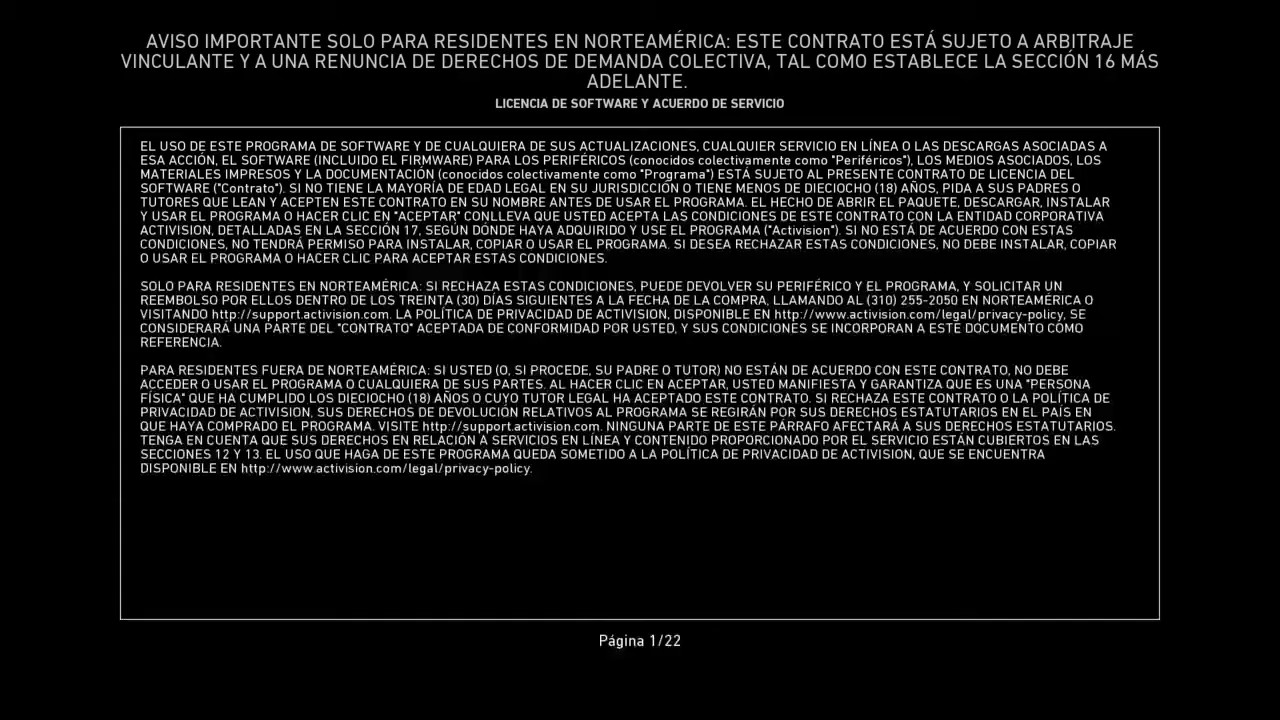 AVISO IMPORTANTE SOLO PARA RESIDENTES EN NORTEAMÉRICA: ESTE CONTRATO ESTÁ SUJETO A ARBITRAJE
VINCULANTE Y A UNA RENUNCIA DE DERECHOS DE DEMANDA COLECTIVA, TAL COMO ESTABLECE LA SECCIÓN 16 MÁS
ADELANTE.
LICENCIA DE SOFTWARE Y ACUERDO DE SERVICIO
EL USO DE ESTE PROGRAMA DE SOFTWARE Y DE CUALQUIERA DE SUS ACTUALIZACIONES, CUALQUIER SERVICIO EN LÍNEA O LAS DESCARGAS ASOCIADAS A
ESA ACCIÓN, EL SOFTWARE (INCLUIDO EL FIRMWARE) PARA LOS PERIFÉRICOS (conocidos colectivamente como "Periféricos"), LOS MEDIOS ASOCIADOS, LOS
MATERIALES IMPRESOS Y LA DOCUMENTACIÓN (conocidos colectivamente como "Programa") ESTÁ SUJETO AL PRESENTE CONTRATO DE LICENCIA DEL
SOFTWARE ("Contrato"). SI NO TIENE LA MAYORÍA DE EDAD LEGAL EN SU JURISDICCIÓN O TIENE MENOS DE DIECIOCHO (18) AÑOS, PIDA A SUS PADRES O
TUTORES QUE LEAN Y ACEPTEN ESTE CONTRATO EN SU NOMBRE ANTES DE USAR EL PROGRAMA. EL HECHO DE ABRIR EL PAQUETE, DESCARGAR, INSTALAR
Y USAR EL PROGRAMA O HACER CLIC EN "ACEPTAR" CONLLEVA QUE USTED ACEPTA LAS CONDICIONES DE ESTE CONTRATO CON LA ENTIDAD CORPORATIVA
ACTIVISION, DETALLADAS EN LA SECCIÓN 17, SEGÚN DÓNDE HAYA ADQUIRIDO Y USE EL PROGRAMA ("Activision"). SI NO ESTÁ DE ACUERDO CON ESTAS
CONDICIONES, NO TENDRÁ PERMISO PARA INSTALAR, COPIAR O USAR EL PROGRAMA. SI DESEA RECHAZAR ESTAS CONDICIONES, NO DEBE INSTALAR, COPIAR
O USAR EL PROGRAMA O HACER CLIC PARA ACEPTAR ESTAS CONDICIONES.
SOLO PARA RESIDENTES EN NORTEAMÉRICA: SI RECHAZA ESTAS CONDICIONES, PUEDE DEVOLVER SU PERIFÉRICO Y EL PROGRAMA, Y SOLICITAR UN
REEMBOLSO POR ELLOS DENTRO DE LOS TREINTA (30) DÍAS SIGUIENTES A LA FECHA DE LA COMPRA, LLAMANDO AL (310) 255-2050 EN NORTEAMÉRICA O
VISITANDO http://support.activision.com. LA POLÍTICA DE PRIVACIDAD DE ACTIVISION, DISPONIBLE EN http://www.activision.com/legal/privacy-policy, SE
CONSIDERARÁ UNA PARTE DEL "CONTRATO" ACEPTADA DE CONFORMIDAD POR USTED, Y SUS CONDICIONES SE INCORPORAN A ESTE DOCUMENTO COMO
REFERENCIA.
PARA RESIDENTES FUERA DE NORTEAMÉRICA: SI USTED (O, SI PROCEDE, SU PADRE O TUTOR) NO ESTÁN DE ACUERDO CON ESTE CONTRATO, NO DEBE
ACCEDER O USAR EL PROGRAMA O CUALQUIERA DE SUS PARTES. AL HACER CLIC EN ACEPTAR, USTED MANIFIESTA Y GARANTIZA QUE ES UNA "PERSONA
FÍSICA" QUE HA CUMPLIDO LOS DIECIOCHO (18) AÑOS O CUYO TUTOR LEGAL HA ACEPTADO ESTE CONTRATO. SI RECHAZA ESTE CONTRATO O LA POLÍTICA DE
PRIVACIDAD DE ACTIVISION, SUS DERECHOS DE DEVOLUCIÓN RELATIVOS AL PROGRAMA SE REGIRÁN POR SUS DERECHOS ESTATUTARIOS EN EL PAÍS EN
QUE HAYA COMPRADO EL PROGRAMA. VISITE http://support.activision.com. NINGUNA PARTE DE ESTE PÁRRAFO AFECTARÁ A SUS DERECHOS ESTATUTARIOS.
TENGA EN CUENTA QUE SUS DERECHOS EN RELACIÓN A SERVICIOS EN LÍNEA Y CONTENIDO PROPORCIONADO POR EL SERVICIO ESTÁN CUBIERTOS EN LAS
SECCIONES 12 Y 13. EL USO QUE HAGA DE ESTE PROGRAMA QUEDA SOMETIDO A LA POLÍTICA DE PRIVACIDAD DE ACTIVISION, QUE SE ENCUENTRA
DISPONIBLE EN http://www.activision.com/legal/privacy-policy.
Página 1/22